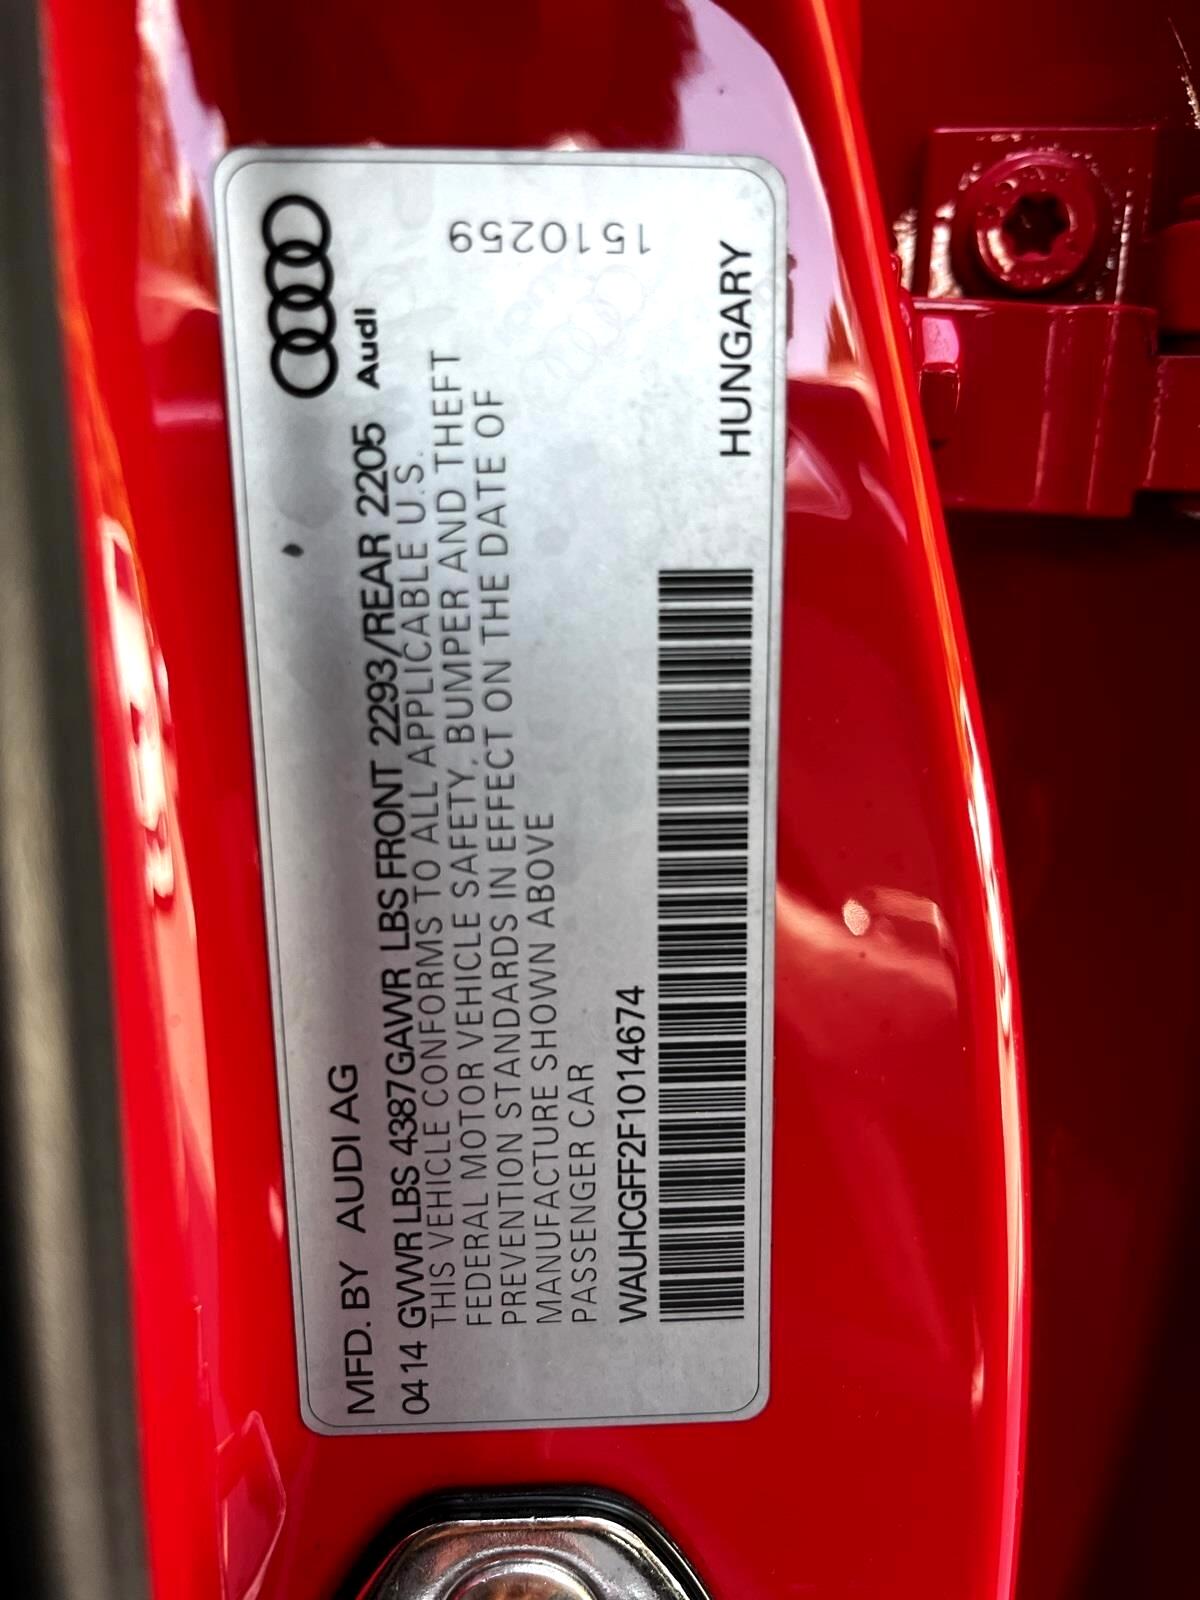 Audi
MFD. BY AUDI AG
04 14 GVWR LBS 4387 GAWR LBS FRONT 2293/REAR 2205
THIS VEHICLE CONFORMS TO ALL APPLICABLE U.S.
FEDERAL MOTOR VEHICLE SAFETY, BUMPER AND THEFT
PREVENTION STANDARDS IN EFFECT ON THE DATE OF
MANUFACTURE SHOWN ABOVE
PASSENGER CAR
WAUHCGFF2F1014674
HUNGARY
1510259